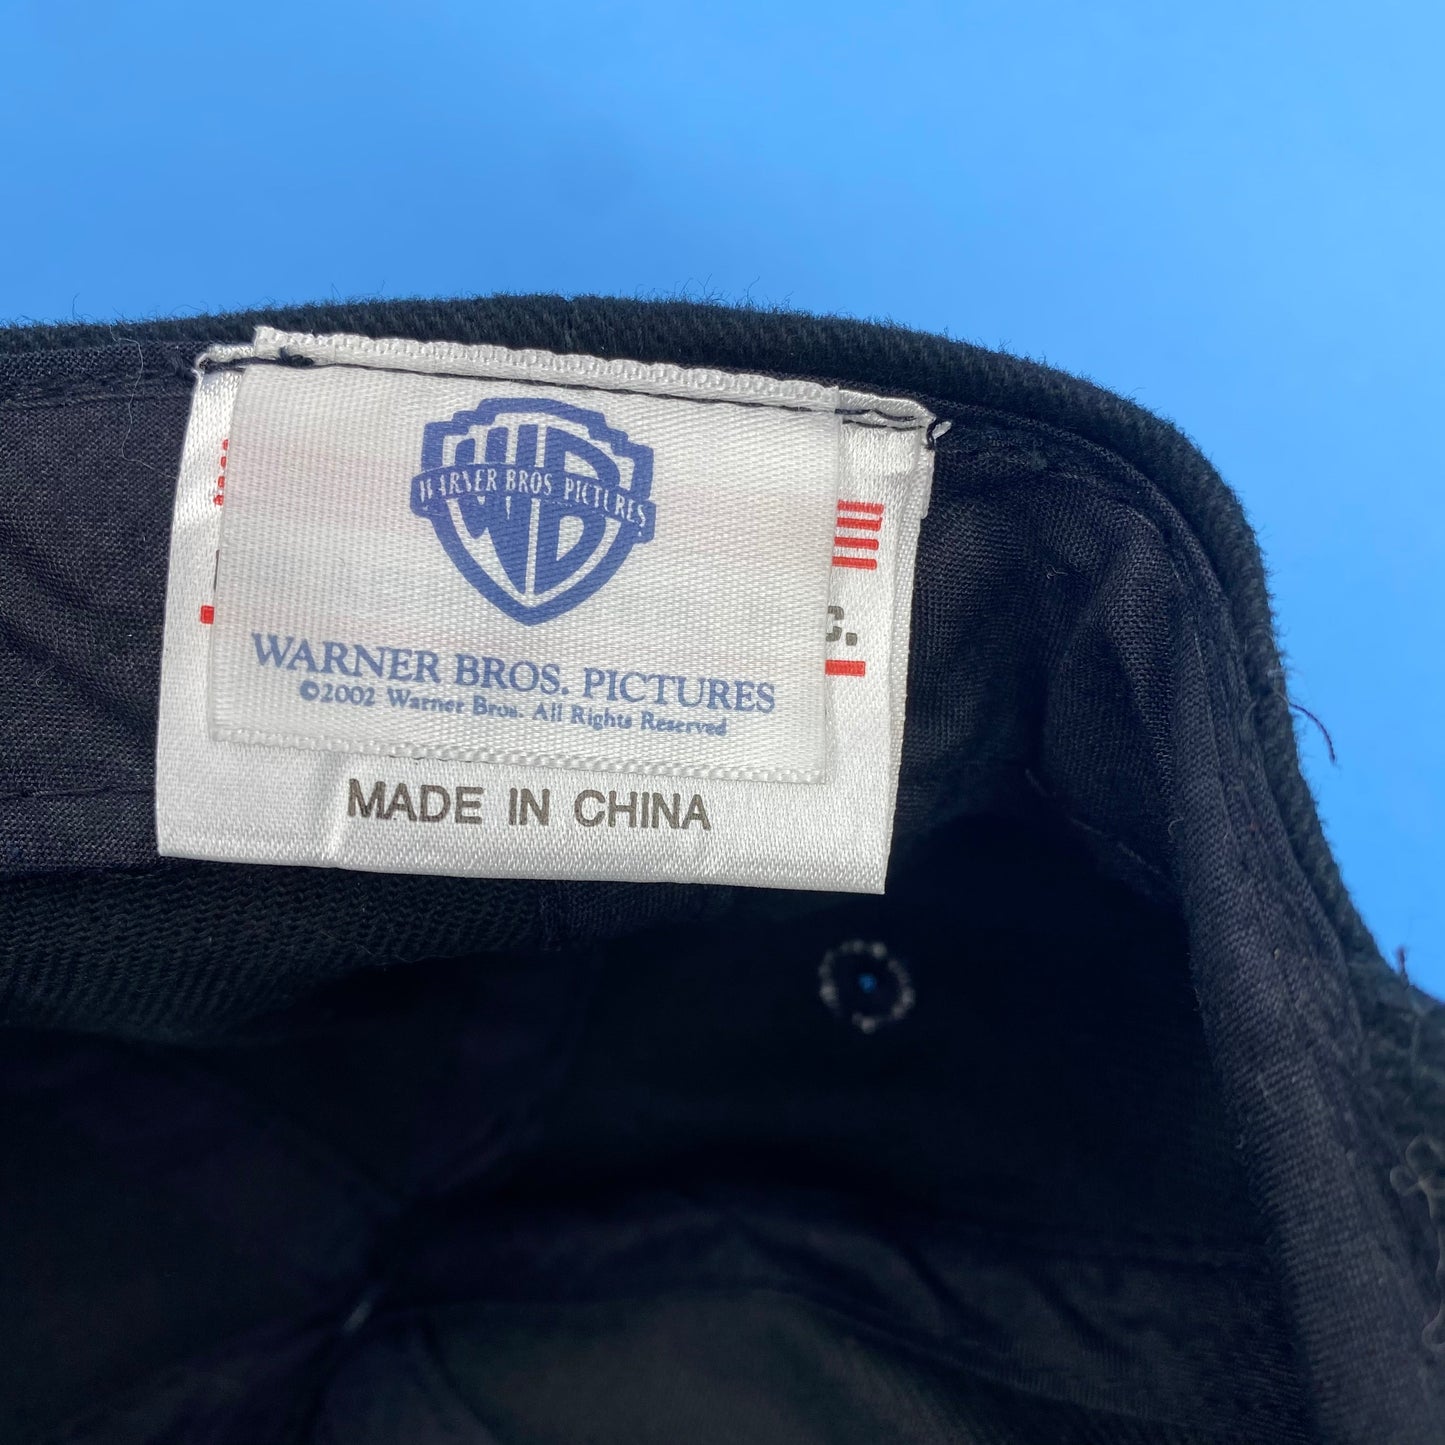 WB
WARNER BROS PICTURES
WARNER BROS. PICTURES
©2002 Warner Bros. All Rights Reserved
c.
MADE IN CHINA